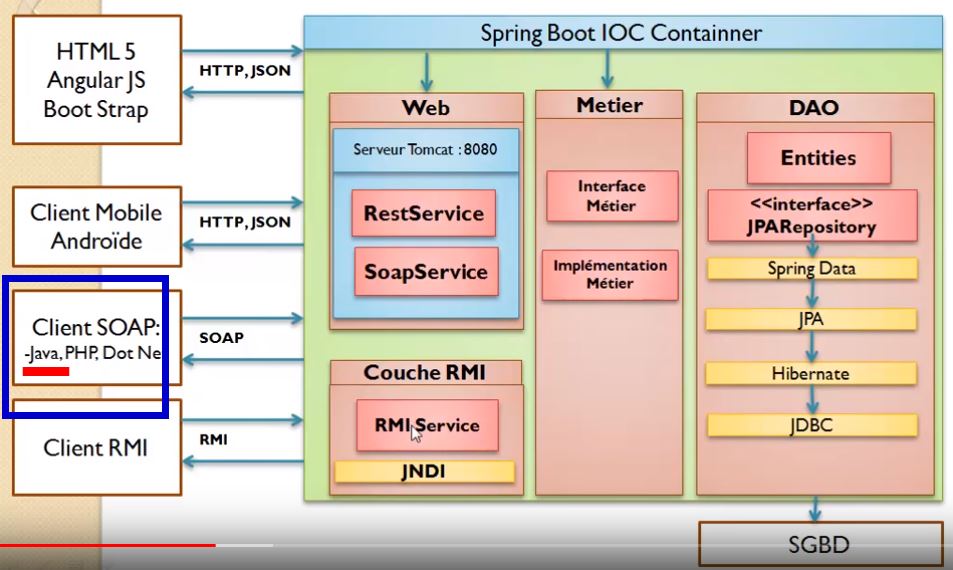 Spring Boot IOC Containner
HTML 5
Angular JS
Boot Strap
HTTP, JSON
Client Mobile
Androïde
HTTP, JSON
Client SOAP:
-Java, PHP, Dot Ne
SOAP
Client RMI
RMI
Web
Serveur Tomcat : 8080
RestService
SoapService
Couche RMI
RMI Service
JNDI
Metier
Interface
Métier
Implémentation
Métier
DAO
Entities
<<interface>>
JPARepository
Spring Data
JPA
Hibernate
JDBC
SGBD